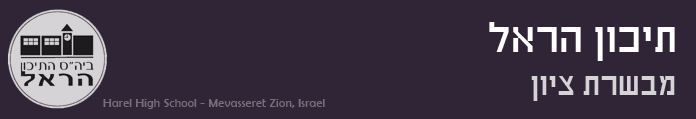 תיכון הראל
מבשרת ציון
ביה"ס התיכון
הראל
Harel High School - Mevasseret Zion, Israel